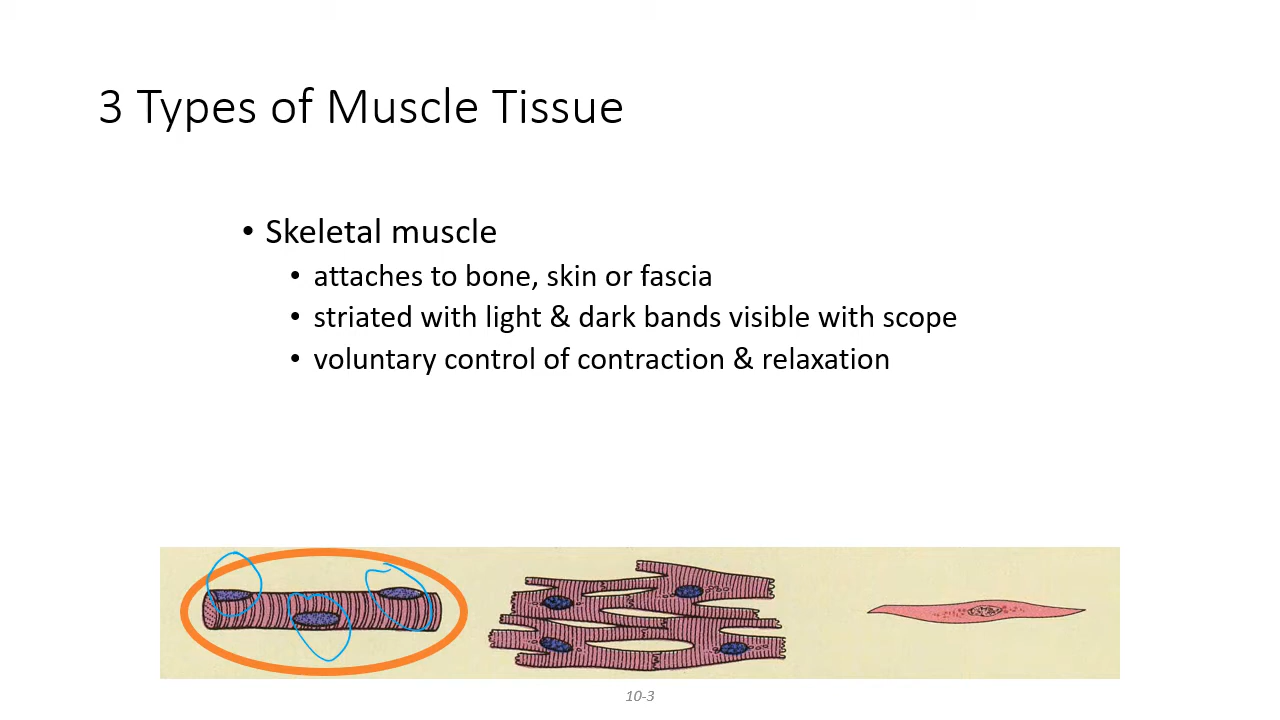 3 Types of Muscle Tissue
• Skeletal muscle
• attaches to bone, skin or fascia
• striated with light & dark bands visible with scope
• voluntary control of contraction & relaxation
10-3